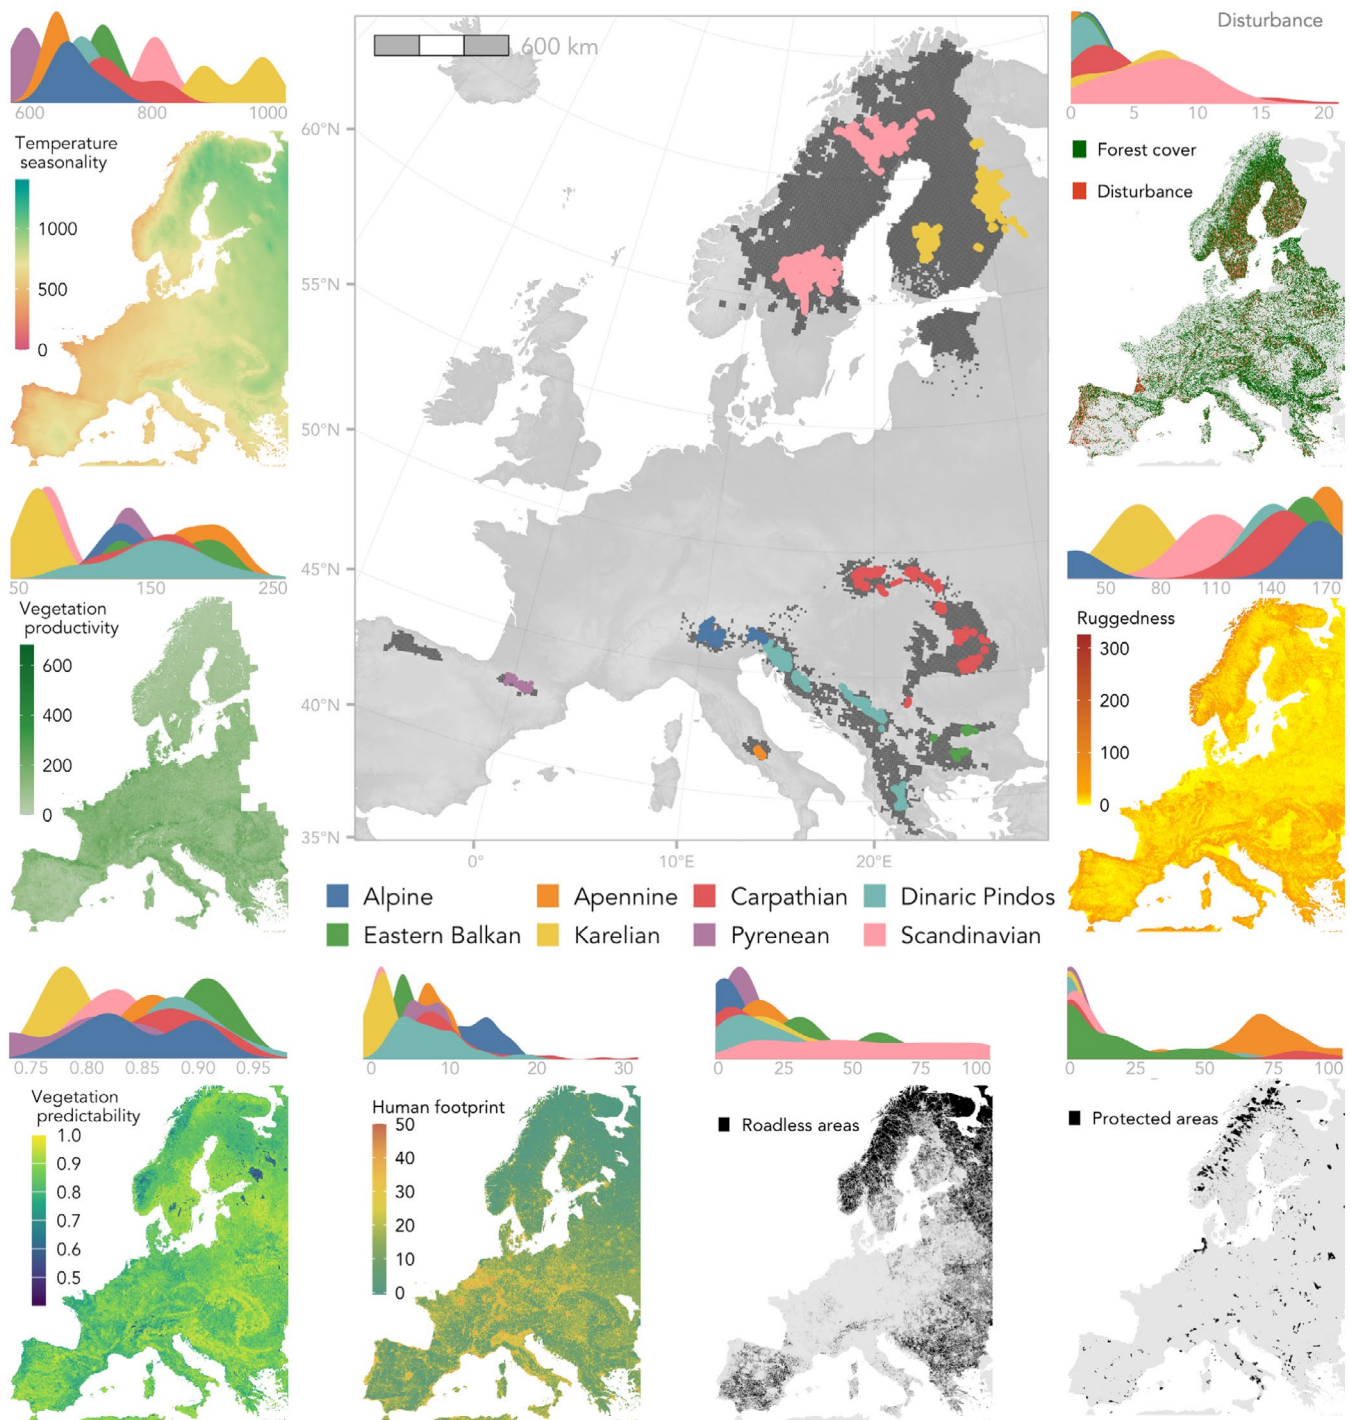 600 800 1000
Temperature
seasonality
1000
500
0
600 km
60°N
55°N
50°N
45°N
40°N
35°N
0° 10°E 20°E
Disturbance
0 5 10 15 20
Forest cover
Disturbance
50 150 250
Vegetation
productivity
600
400
200
0
50 80 110 140 170
Ruggedness
300
200
100
0
Alpine Apennine Carpathian Dinaric Pindos
Eastern Balkan Karelian Pyrenean Scandinavian
0.75 0.80 0.85 0.90 0.95
Vegetation
predictability
1.0
0.9
0.8
0.7
0.6
0.5
0 10 20 30
Human footprint
50
40
30
20
10
0
0 25 50 75 100
Roadless areas
0 25 50 75 100
Protected areas